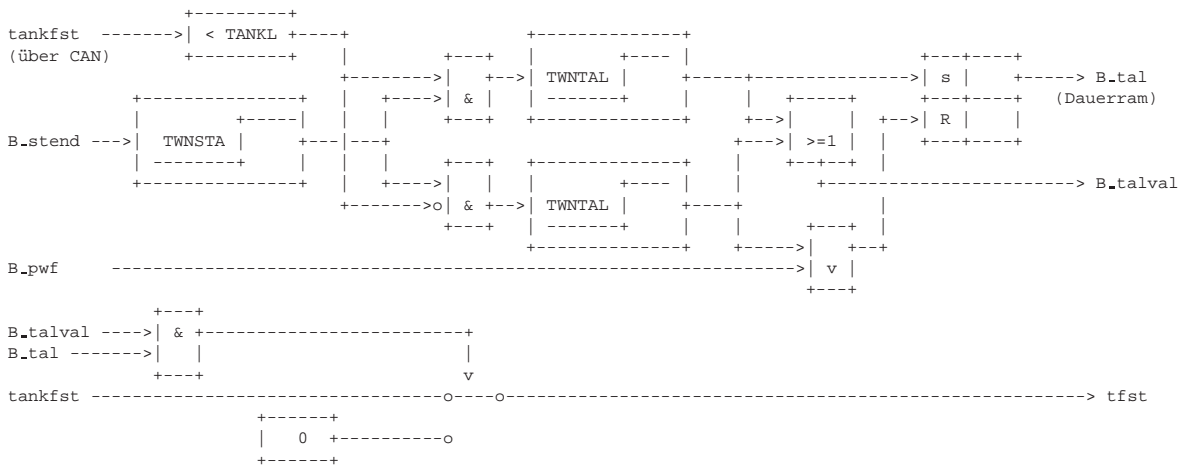 tankfst < TANKL
(über CAN)
& TWNTAL s B_tal
(Dauerram)
B_stend TWNSTA >=1 R
B_talval
& TWNTAL
B_pwf v
B_talval &
B_tal
v
tankfst tfst
0